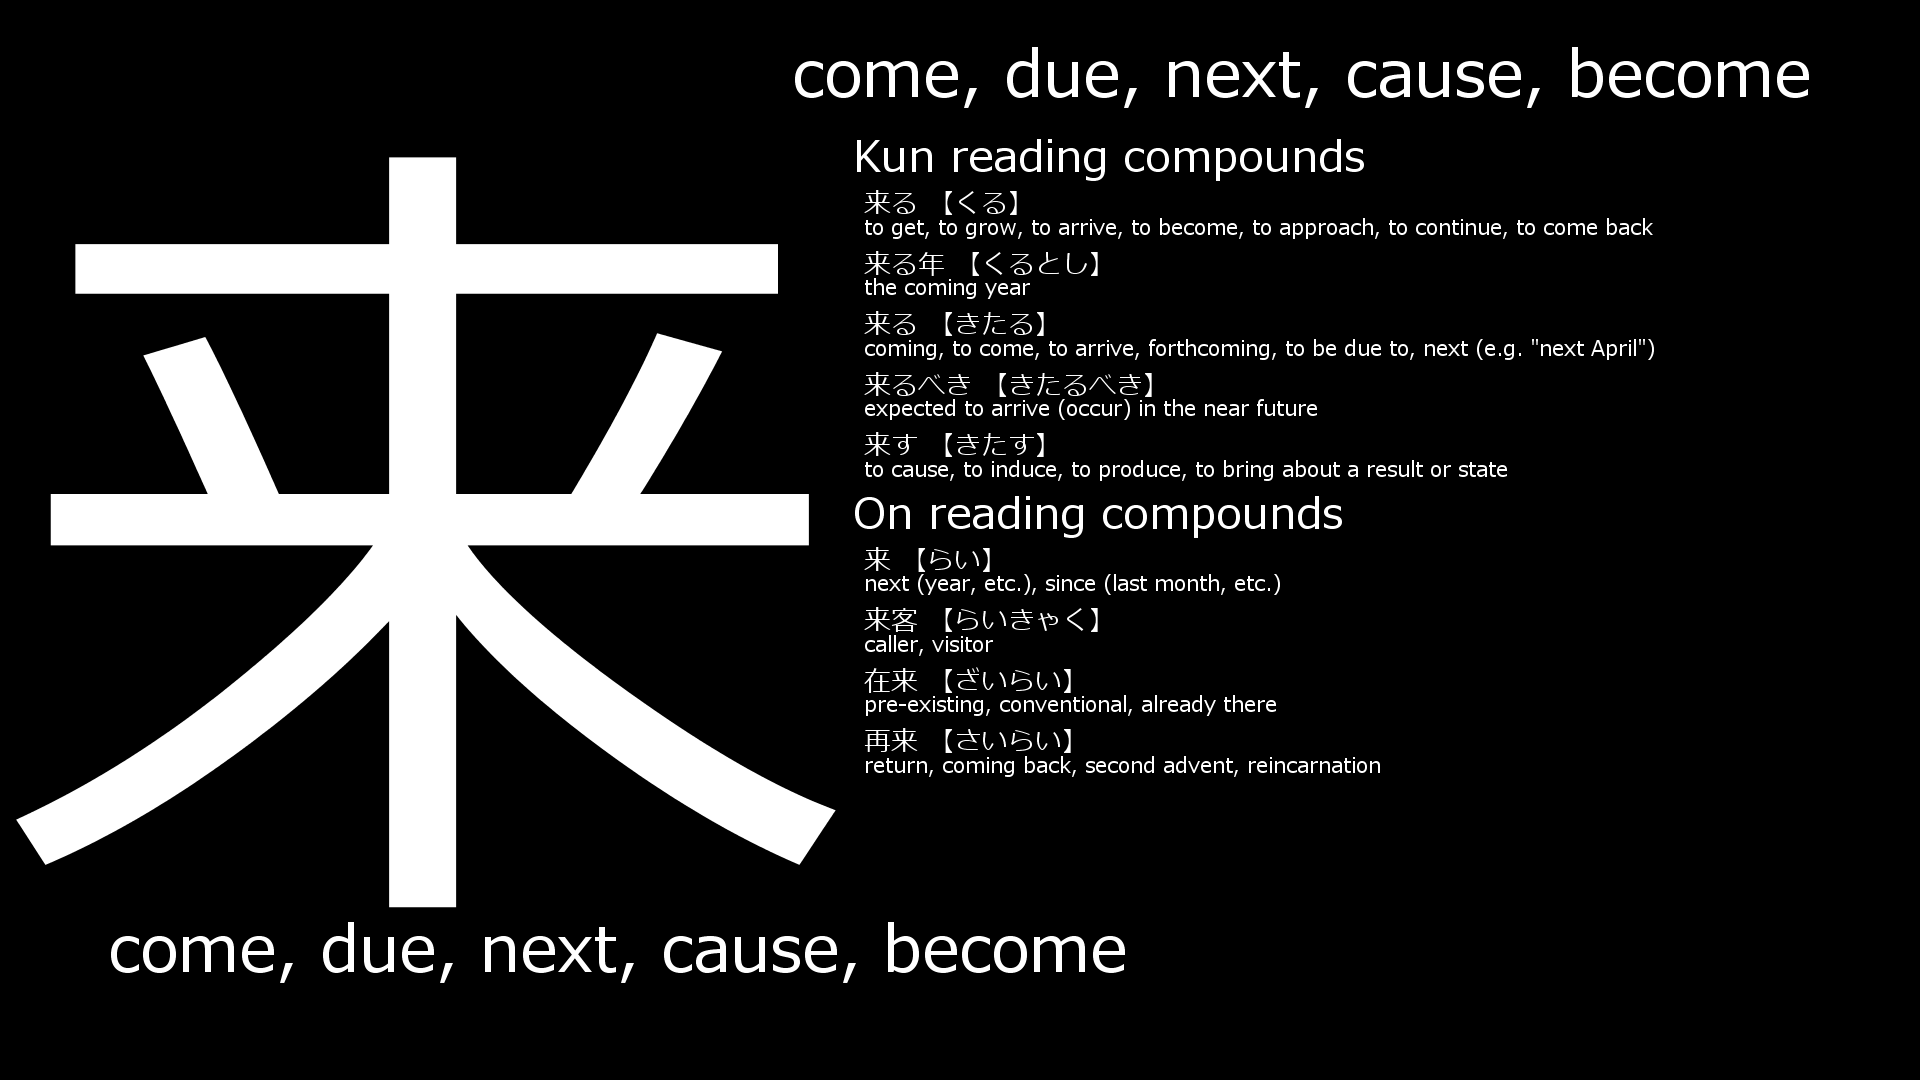 come, due, next, cause, become
来
Kun reading compounds
来る 【くる】
to get, to grow, to arrive, to become, to approach, to continue, to come back
来る年 【くるとし】
the coming year
来る 【きたる】
coming, to come, to arrive, forthcoming, to be due to, next (e.g. "next April")
来るべき 【きたるべき】
expected to arrive (occur) in the near future
来す 【きたす】
to cause, to induce, to produce, to bring about a result or state
On reading compounds
来 【らい】
next (year, etc.), since (last month, etc.)
来客 【らいきゃく】
caller, visitor
在来 【ざいらい】
pre-existing, conventional, already there
再来 【さいらい】
return, coming back, second advent, reincarnation
come, due, next, cause, become